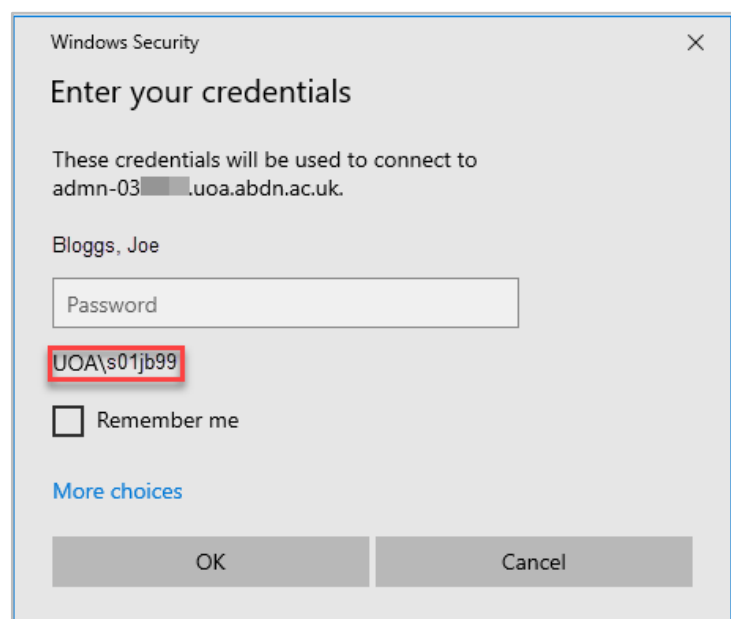 Windows Security
Enter your credentials
These credentials will be used to connect to
admn-03 .uoa.abdn.ac.uk.
Bloggs, Joe
Password
UOA\s01jb99
Remember me
More choices
OK
Cancel